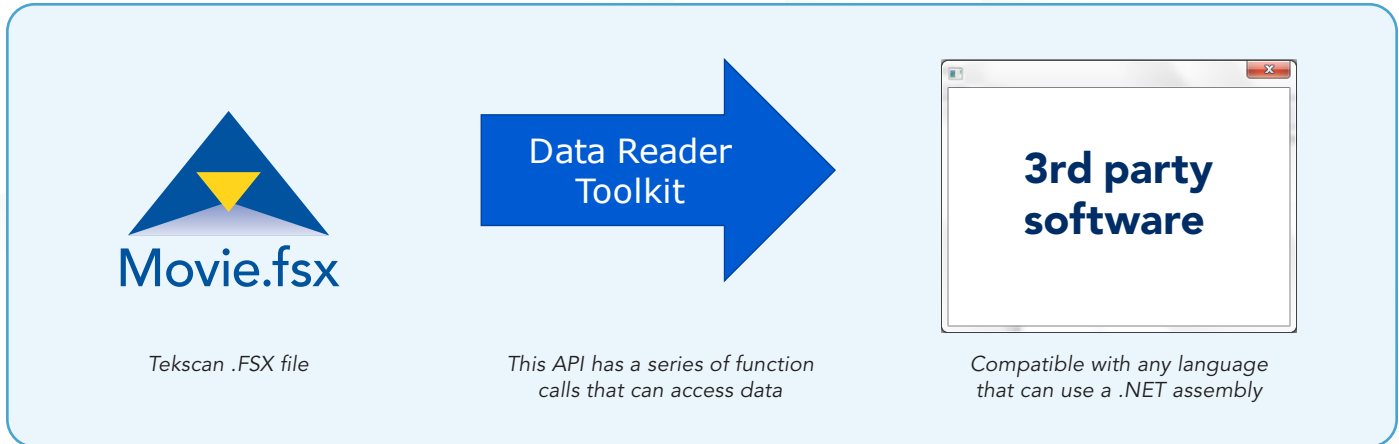 Data Reader
Toolkit
3rd party
software
Movie.fsx
Tekscan .FSX file
This API has a series of function
calls that can access data
Compatible with any language
that can use a .NET assembly